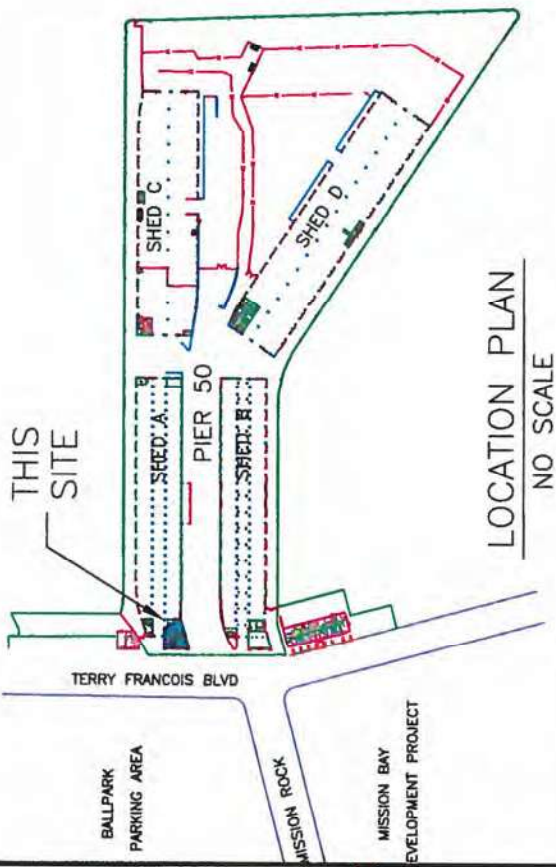 THIS
SITE
SHED A
PIER 50
SHED B
SHED C
SHED D
TERRY FRANCOIS BLVD
BALLPARK
PARKING AREA
MISSION ROCK
MISSION BAY
EVELOPMENT PROJECT
LOCATION PLAN
NO SCALE